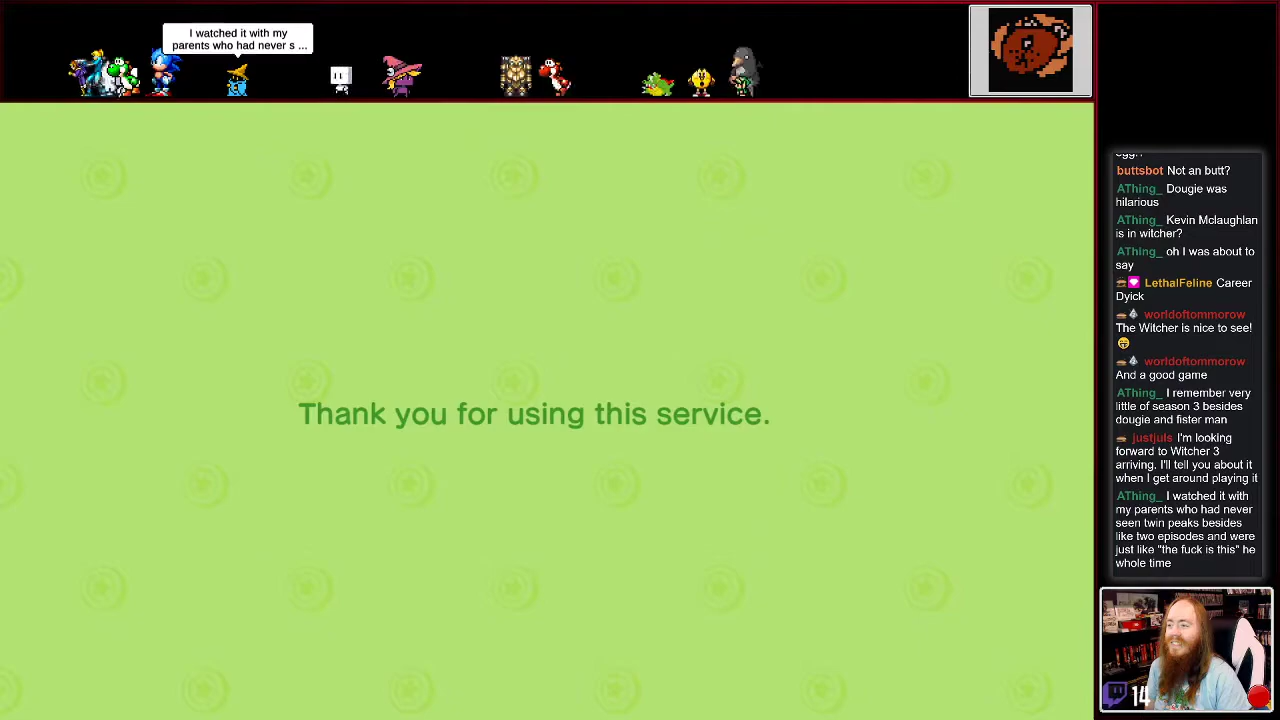 I watched it with my
parents who had never s ...
Thank you for using this service.
buttsbot Not an butt?
AThing_ Dougie was
hilarious
AThing_ Kevin Mclaughlan
is in witcher?
AThing_ oh I was about to
say
LethalFeline Career
Dyick
worldoftommorow
The Witcher is nice to see!
worldoftommorow
And a good game
AThing_ I remember very
little of season 3 besides
dougie and fister man
justjuls I'm looking
forward to Witcher 3
arriving. I'll tell you about it
when I get around playing it
AThing_ I watched it with
my parents who had never
seen twin peaks besides
like two episodes and were
just like "the fuck is this" he
whole time
14